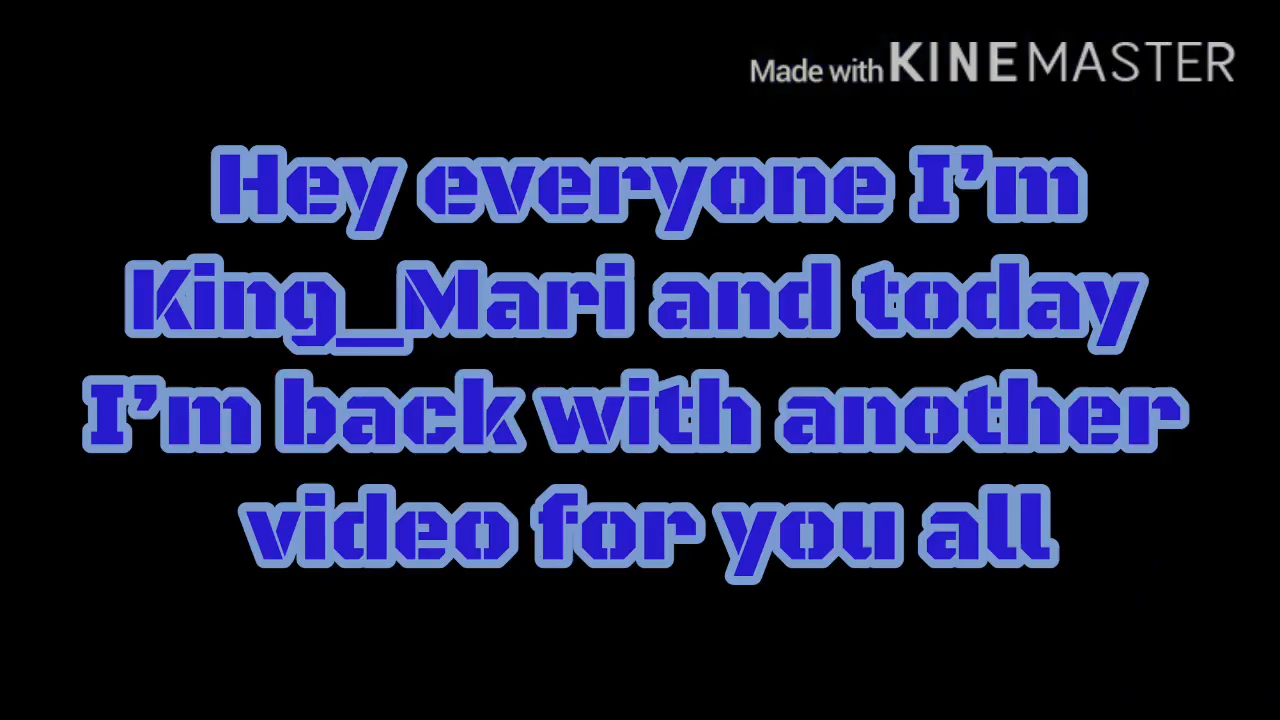 Made with KINEMASTER
Hey everyone I'm
King_Mari and today
I'm back with another
video for you all